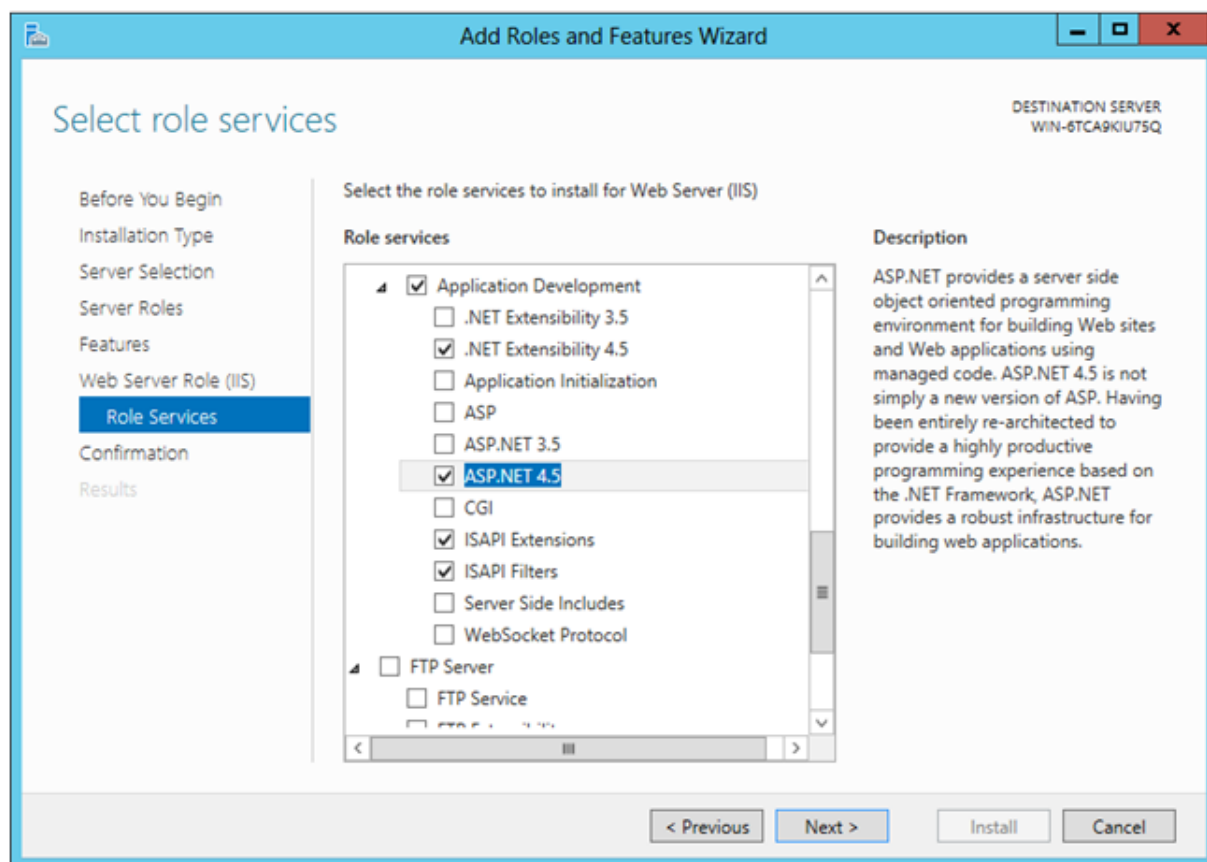 Add Roles and Features Wizard
Select role services
DESTINATION SERVER
WIN-6TCA9KIU75Q
Before You Begin
Installation Type
Server Selection
Server Roles
Features
Web Server Role (IIS)
Role Services
Confirmation
Results
Select the role services to install for Web Server (IIS)
Role services
Application Development
.NET Extensibility 3.5
.NET Extensibility 4.5
Application Initialization
ASP
ASP.NET 3.5
ASP.NET 4.5
CGI
ISAPI Extensions
ISAPI Filters
Server Side Includes
WebSocket Protocol
FTP Server
FTP Service
Description
ASP.NET provides a server side
object oriented programming
environment for building Web sites
and Web applications using
managed code. ASP.NET 4.5 is not
simply a new version of ASP. Having
been entirely re-architected to
provide a highly productive
programming experience based on
the .NET Framework, ASP.NET
provides a robust infrastructure for
building web applications.
< Previous
Next >
Install
Cancel